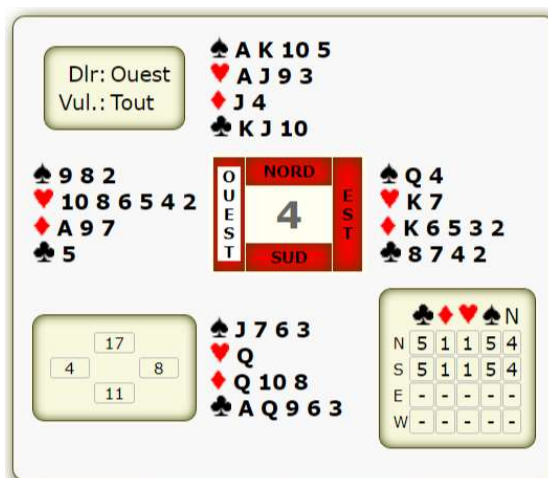 Dlr: Ouest
Vul.: Tout
♠ A K 10 5
♥ A J 9 3
♦ J 4
♣ K J 10
♠ 9 8 2
♥ 10 8 6 5 4 2
♦ A 9 7
♣ 5
OUEST
NORD
4
SUD
EST
♠ Q 4
♥ K 7
♦ K 6 5 3 2
♣ 8 7 4 2
17
4 8
11
♠ J 7 6 3
♥ Q
♦ Q 10 8
♣ A Q 9 6 3
♣ ♦ ♥ ♠ N
N 5 1 1 5 4
S 5 1 1 5 4
E - - - - -
W - - - - -